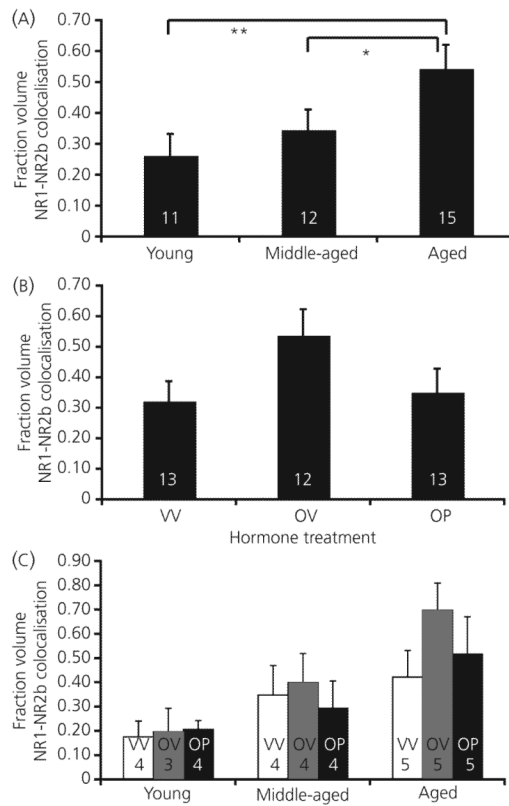 (A)
Fraction volume
NR1-NR2b colocalisation
0.70
0.60
0.50
0.40
0.30
0.20
0.10
0
**
*
11
12
15
Young
Middle-aged
Aged
(B)
Fraction volume
NR1-NR2b colocalisation
0.70
0.60
0.50
0.40
0.30
0.20
0.10
0
13
12
13
VV
OV
OP
Hormone treatment
(C)
Fraction volume
NR1-NR2b colocalisation
0.90
0.80
0.70
0.60
0.50
0.40
0.30
0.20
0.10
0
VV OV OP
4 3 4
VV OV OP
4 4 4
VV OV OP
5 5 5
Young
Middle-aged
Aged